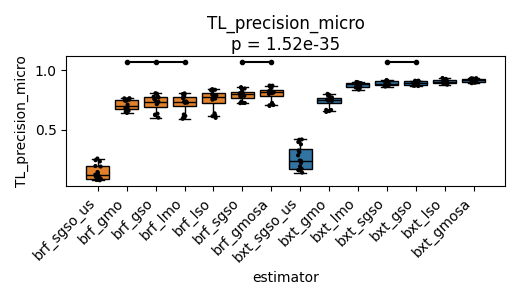 TL_precision_micro
p = 1.52e-35
TL_precision_micro
1.0
0.5
brf_sgso_us
brf_gmo
brf_gso
brf_lmo
brf_lso
brf_sgso
brf_gmosa
bxt_sgso_us
bxt_gmo
bxt_lmo
bxt_sgso
bxt_gso
bxt_lso
bxt_gmosa
estimator